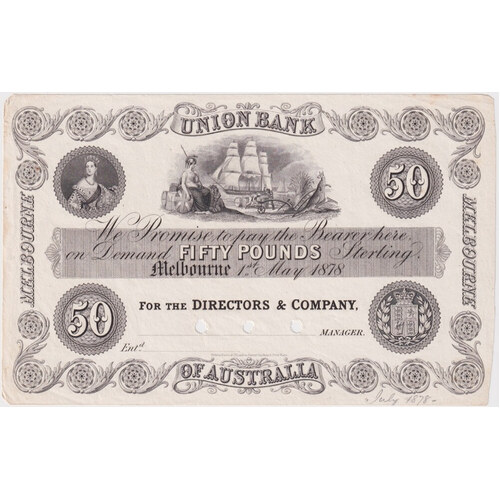 UNION BANK
50
MELBOURNE
MELBOURNE
We Promise to pay the Bearer here
on Demand FIFTY POUNDS Sterling.
Melbourne 1st May 1878
FOR THE DIRECTORS & COMPANY,
50
MANAGER.
Entd
OF AUSTRALIA
July 1878